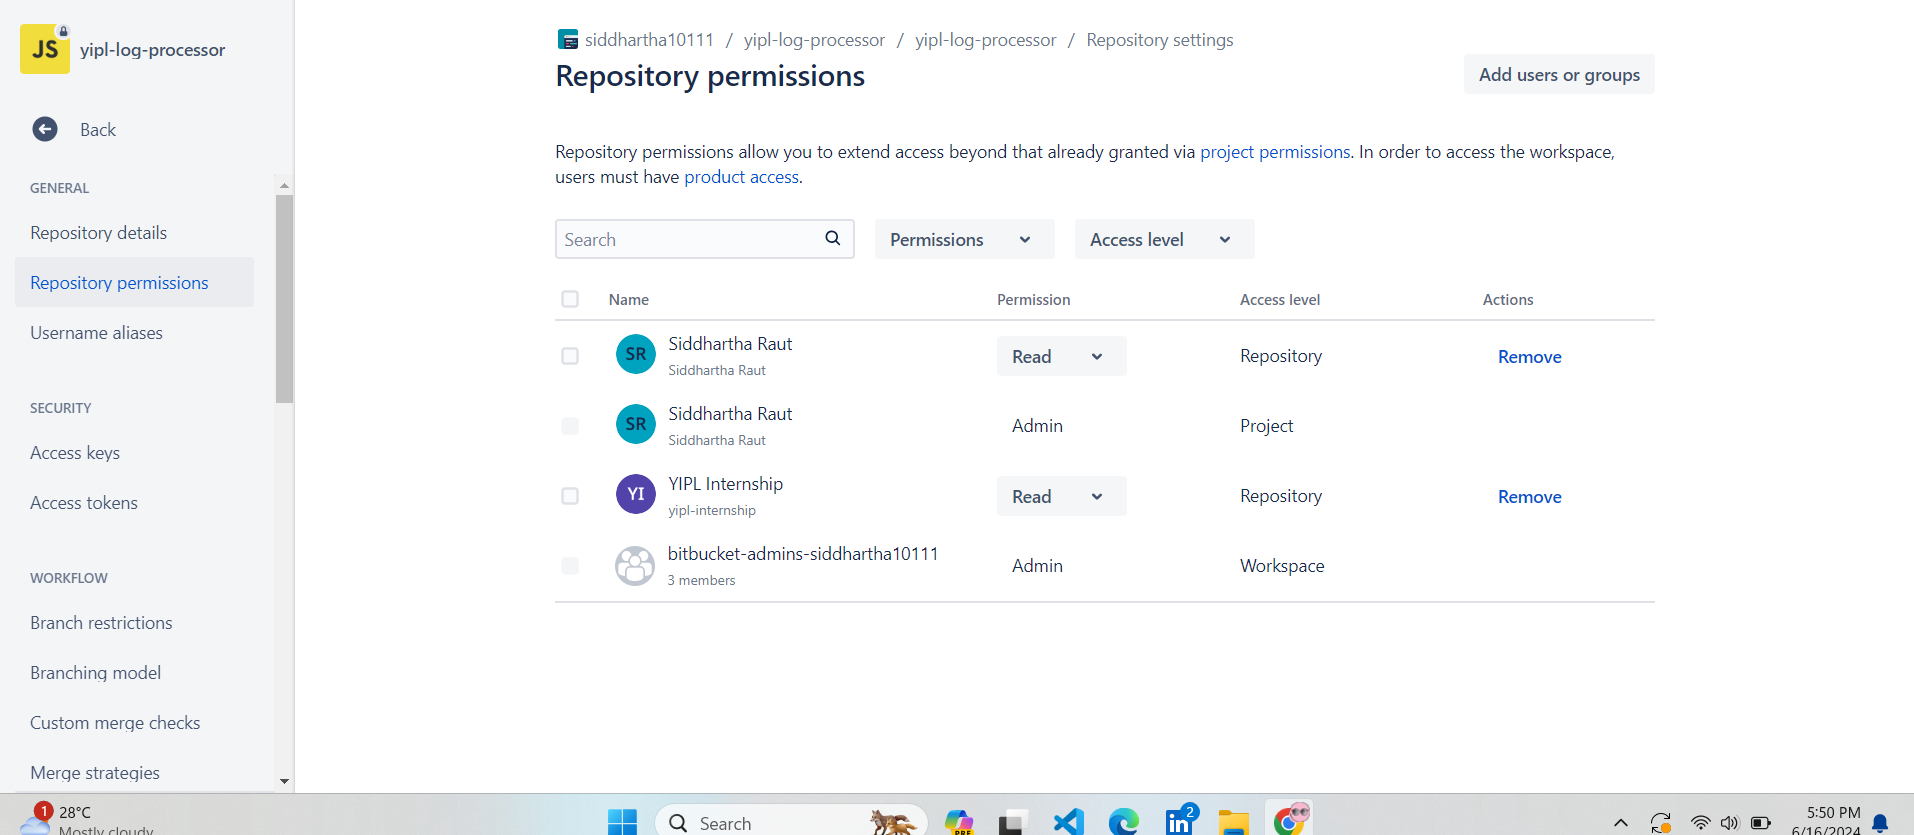 JS
yipl-log-processor
Back
GENERAL
Repository details
Repository permissions
Username aliases
SECURITY
Access keys
Access tokens
WORKFLOW
Branch restrictions
Branching model
Custom merge checks
Merge strategies
siddhartha10111 / yipl-log-processor / yipl-log-processor / Repository settings
Repository permissions
Add users or groups
Repository permissions allow you to extend access beyond that already granted via project permissions. In order to access the workspace,
users must have product access.
Search
Permissions
Access level
Name Permission Access level Actions
SR Siddhartha Raut Read Repository Remove
Siddhartha Raut
SR Siddhartha Raut Admin Project
Siddhartha Raut
YI YIPL Internship Read Repository Remove
yipl-internship
bitbucket-admins-siddhartha10111 Admin Workspace
3 members
1
28°C
Mostly cloudy
Search
PRE
in
2
5:50 PM
6/16/2024